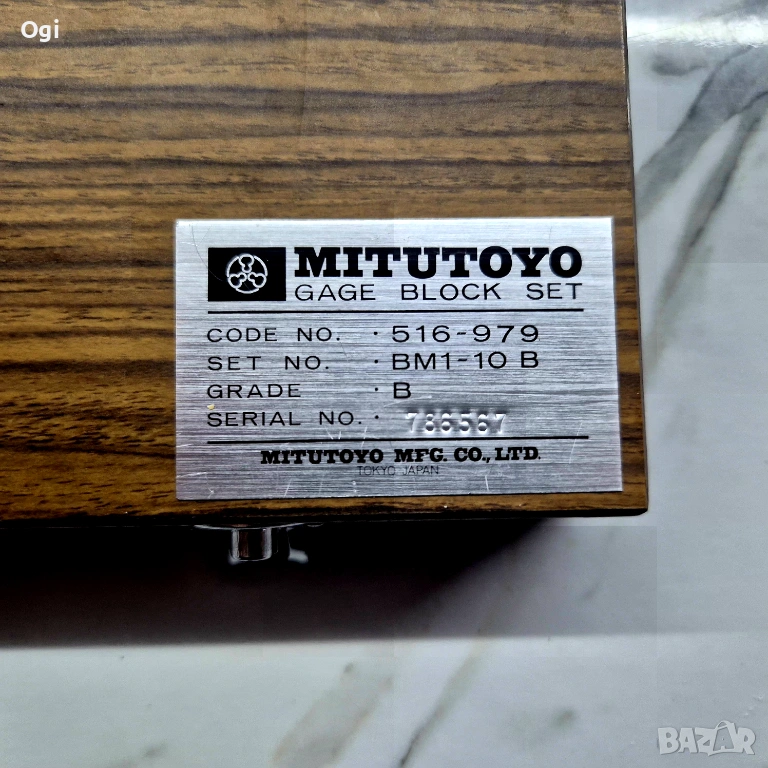 Ogi
MITUTOYO
GAGE BLOCK SET
CODE NO. · 516-979
SET NO. · BM1-10 B
GRADE · B
SERIAL NO. · 786567
MITUTOYO MFG. CO., LTD.
TOKYO JAPAN
BAZAR